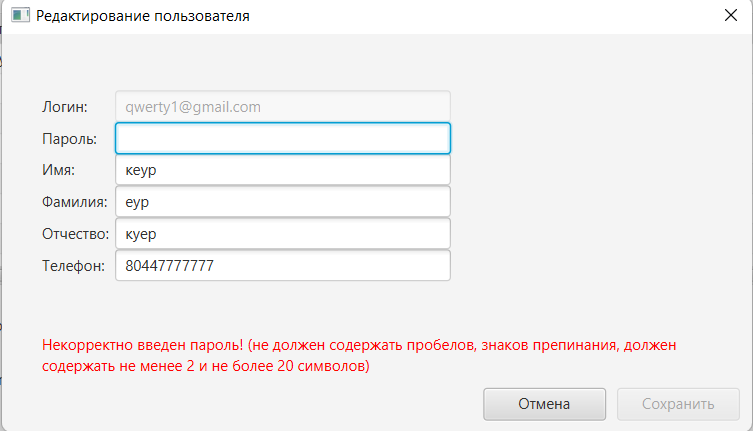 Редактирование пользователя
Логин: qwerty1@gmail.com
Пароль:
Имя: кеур
Фамилия: еур
Отчество: куер
Телефон: 80447777777
Некорректно введен пароль! (не должен содержать пробелов, знаков препинания, должен
содержать не менее 2 и не более 20 символов)
Отмена Сохранить